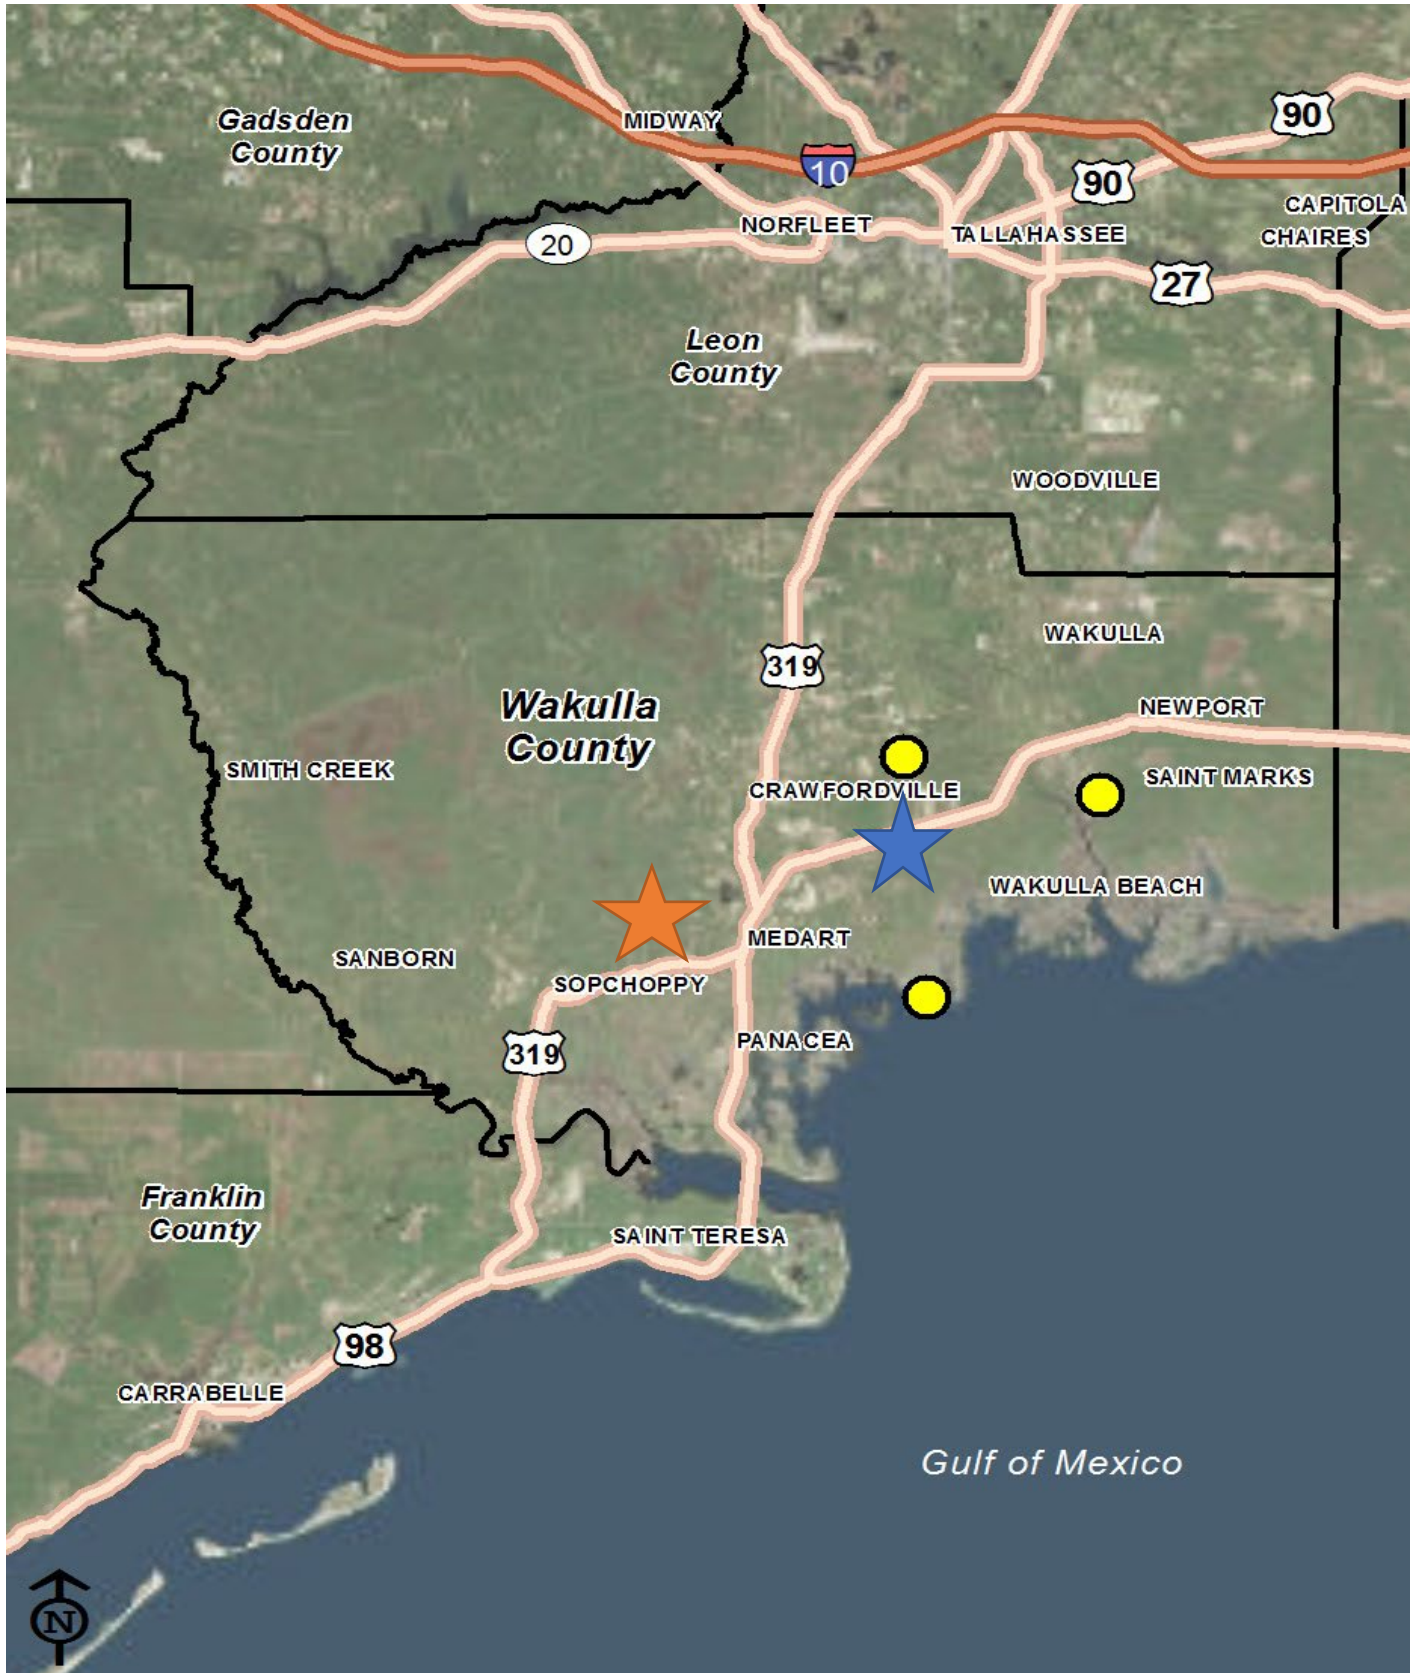 90
Gadsden
County
MIDWAY
10
90
CAPITOLA
NORFLEET
TALLAHASSEE
CHAIRES
20
27
Leon
County
WOODVILLE
WAKULLA
319
Wakulla
County
NEWPORT
SMITH CREEK
SAINT MARKS
CRAWFORDVILLE
WAKULLA BEACH
MEDART
SANBORN
SOPCHOPPY
PANACEA
319
Franklin
County
SAINT TERESA
98
CARRABELLE
Gulf of Mexico
N